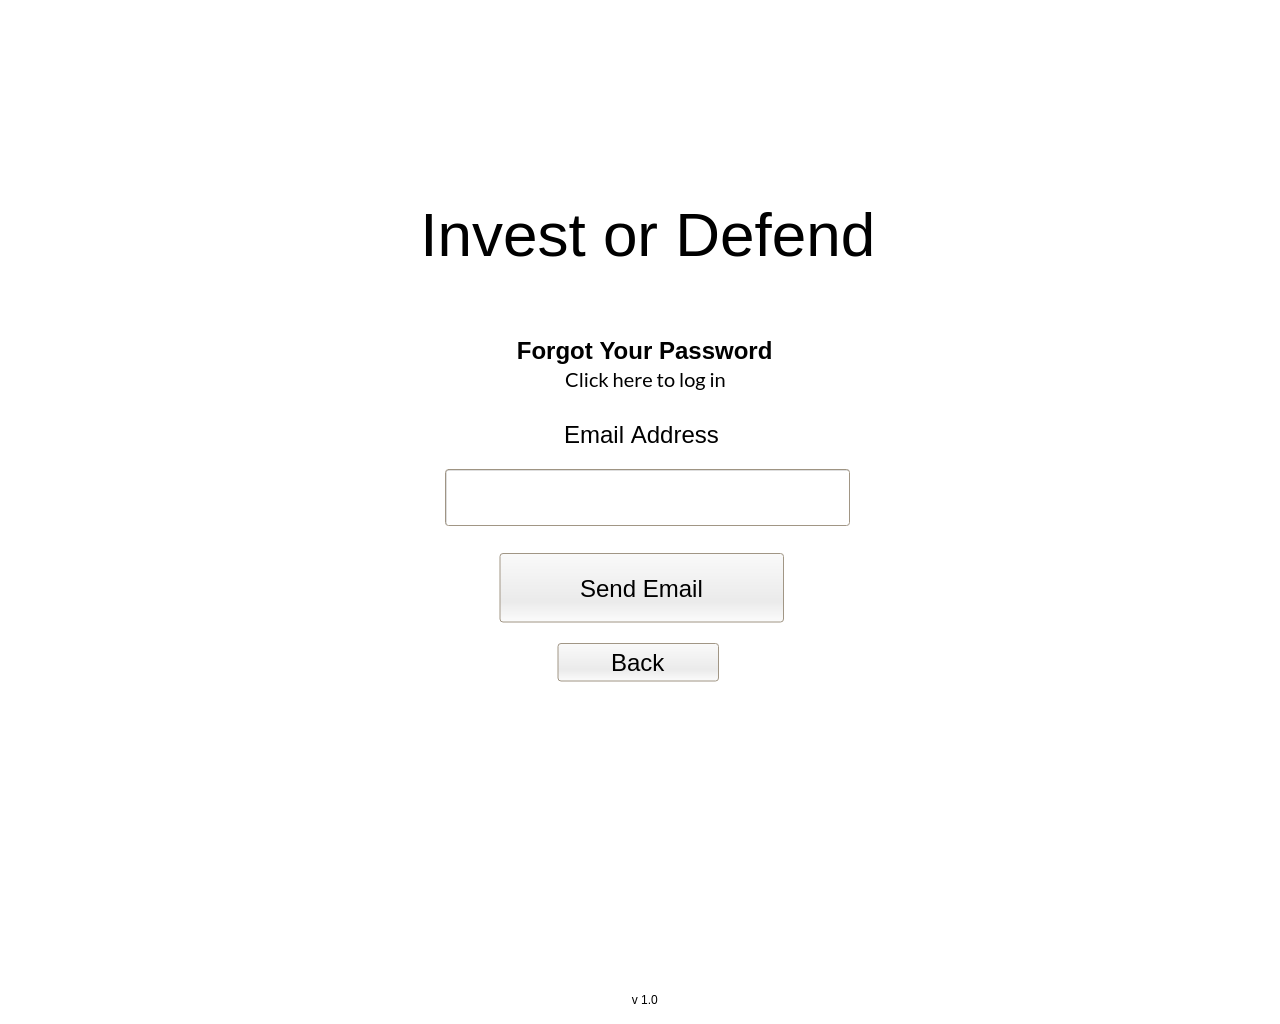 Invest or Defend
Forgot Your Password
Click here to log in
Email Address
Send Email
Back
v 1.0